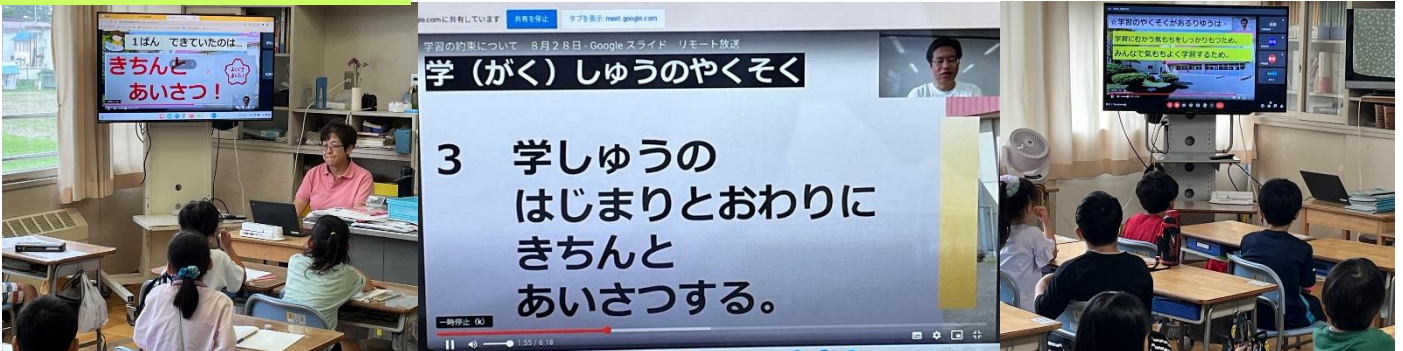 1ばん できていたのは…
きちんと
あいさつ！
le.comに共有しています
共有を停止
タブを表示: meet.google.com
学習の約束について 8月28日 - Google スライド リモート放送
学（がく）しゅうのやくそく
3 学しゅうの
はじまりとおわりに
きちんと
あいさつする。
一時停止（k）
1:55 / 6:18
☆学習のやくそくがあるりゆうは・
学習にむかう気もちをしっかりもつため。
みんなで気もちよく学習するため。